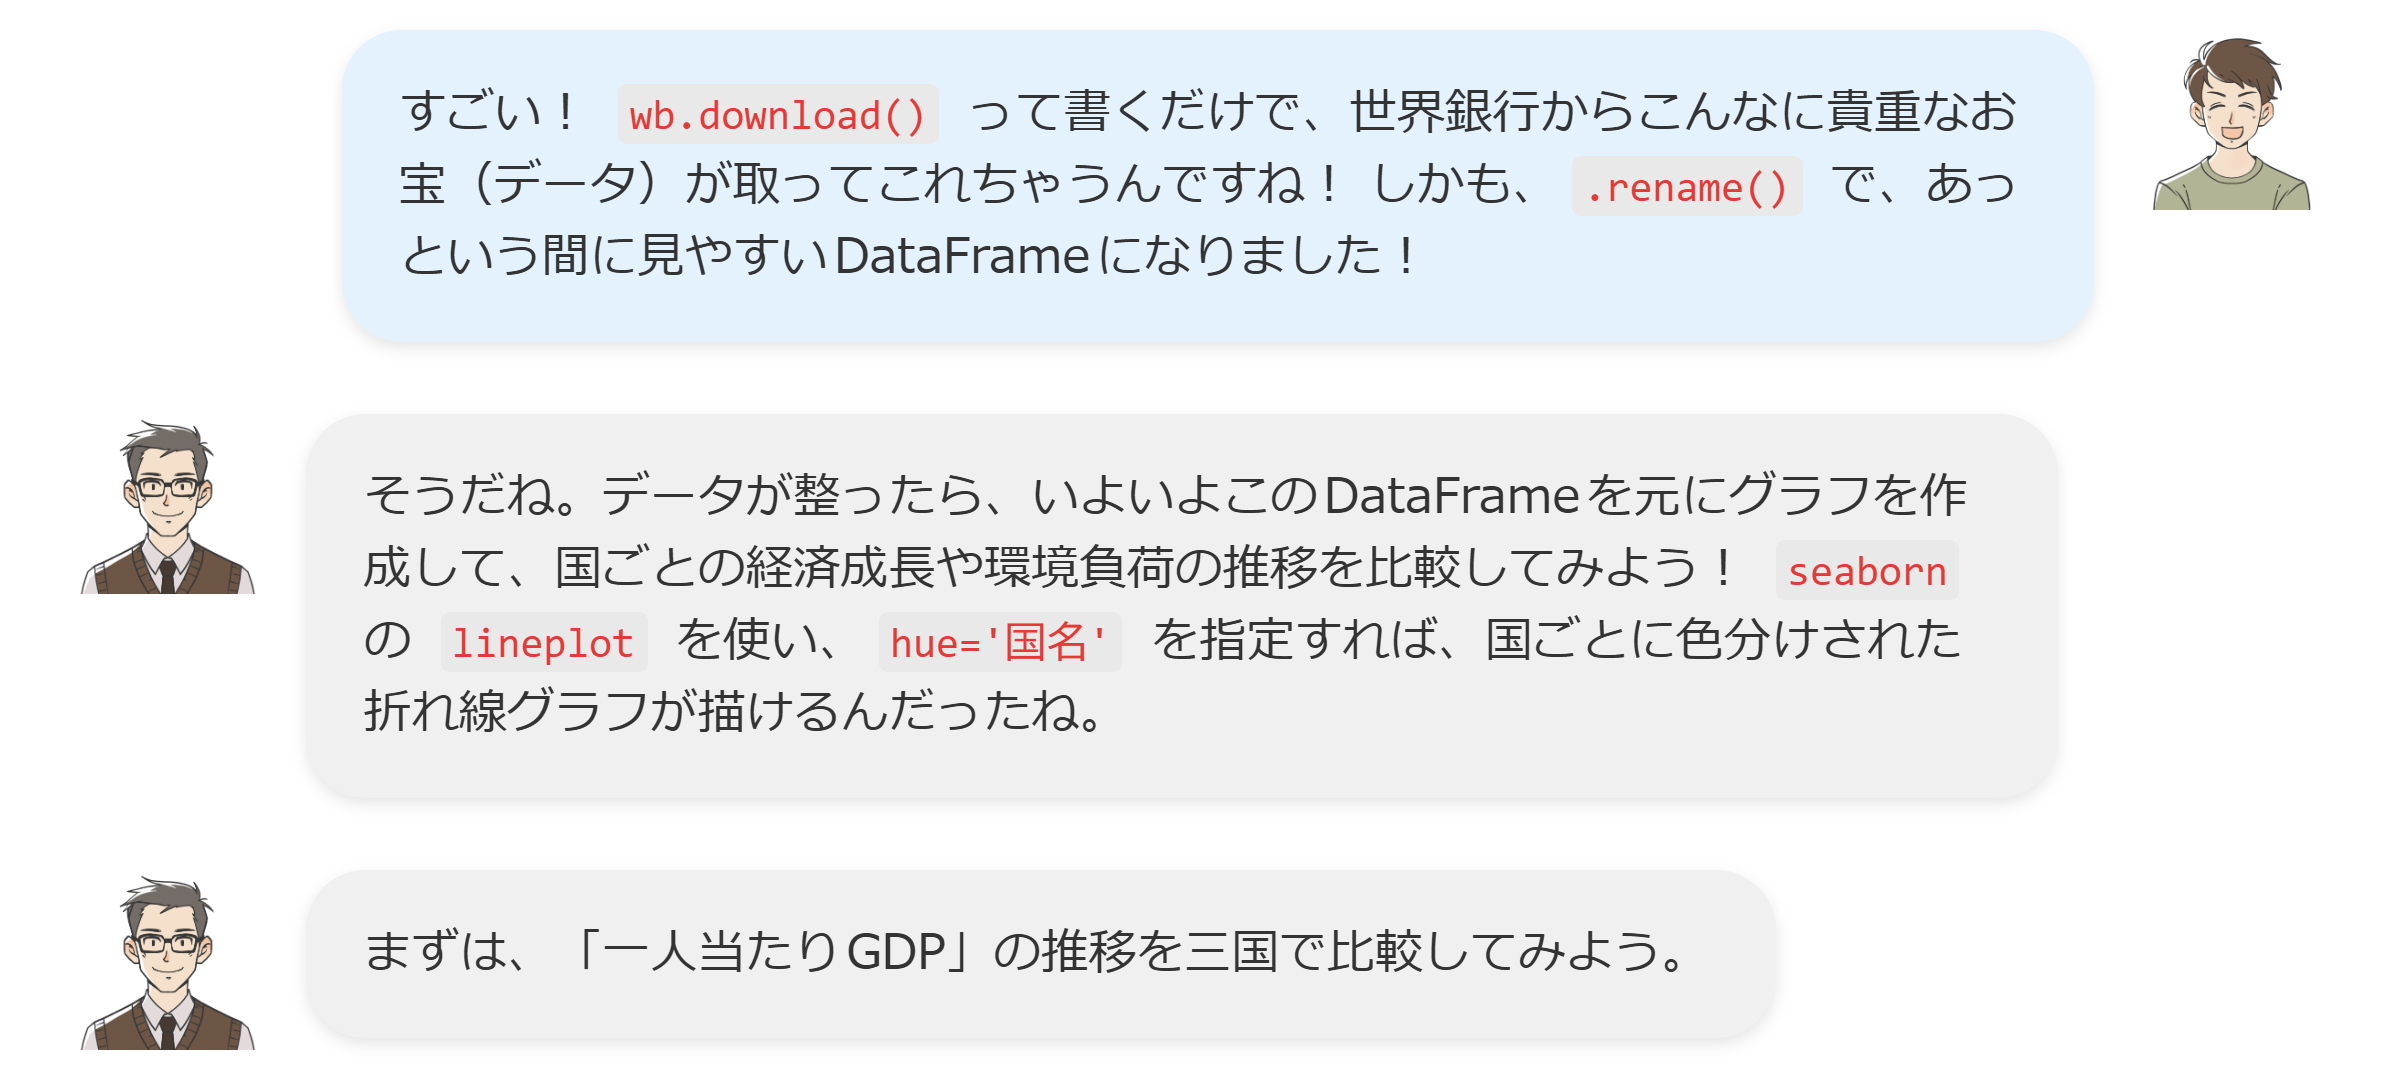 すごい！ wb.download() って書くだけで、世界銀行からこんなに貴重なお
宝（データ）が取ってこれちゃうんですね！ しかも、 .rename() で、あっ
という間に見やすいDataFrameになりました！
そうだね。データが整ったら、いよいよこのDataFrameを元にグラフを作
成して、国ごとの経済成長や環境負荷の推移を比較してみよう！ seaborn
の lineplot を使い、 hue='国名' を指定すれば、国ごとに色分けされた
折れ線グラフが描けるんだったね。
まずは、「一人当たりGDP」の推移を三国で比較してみよう。